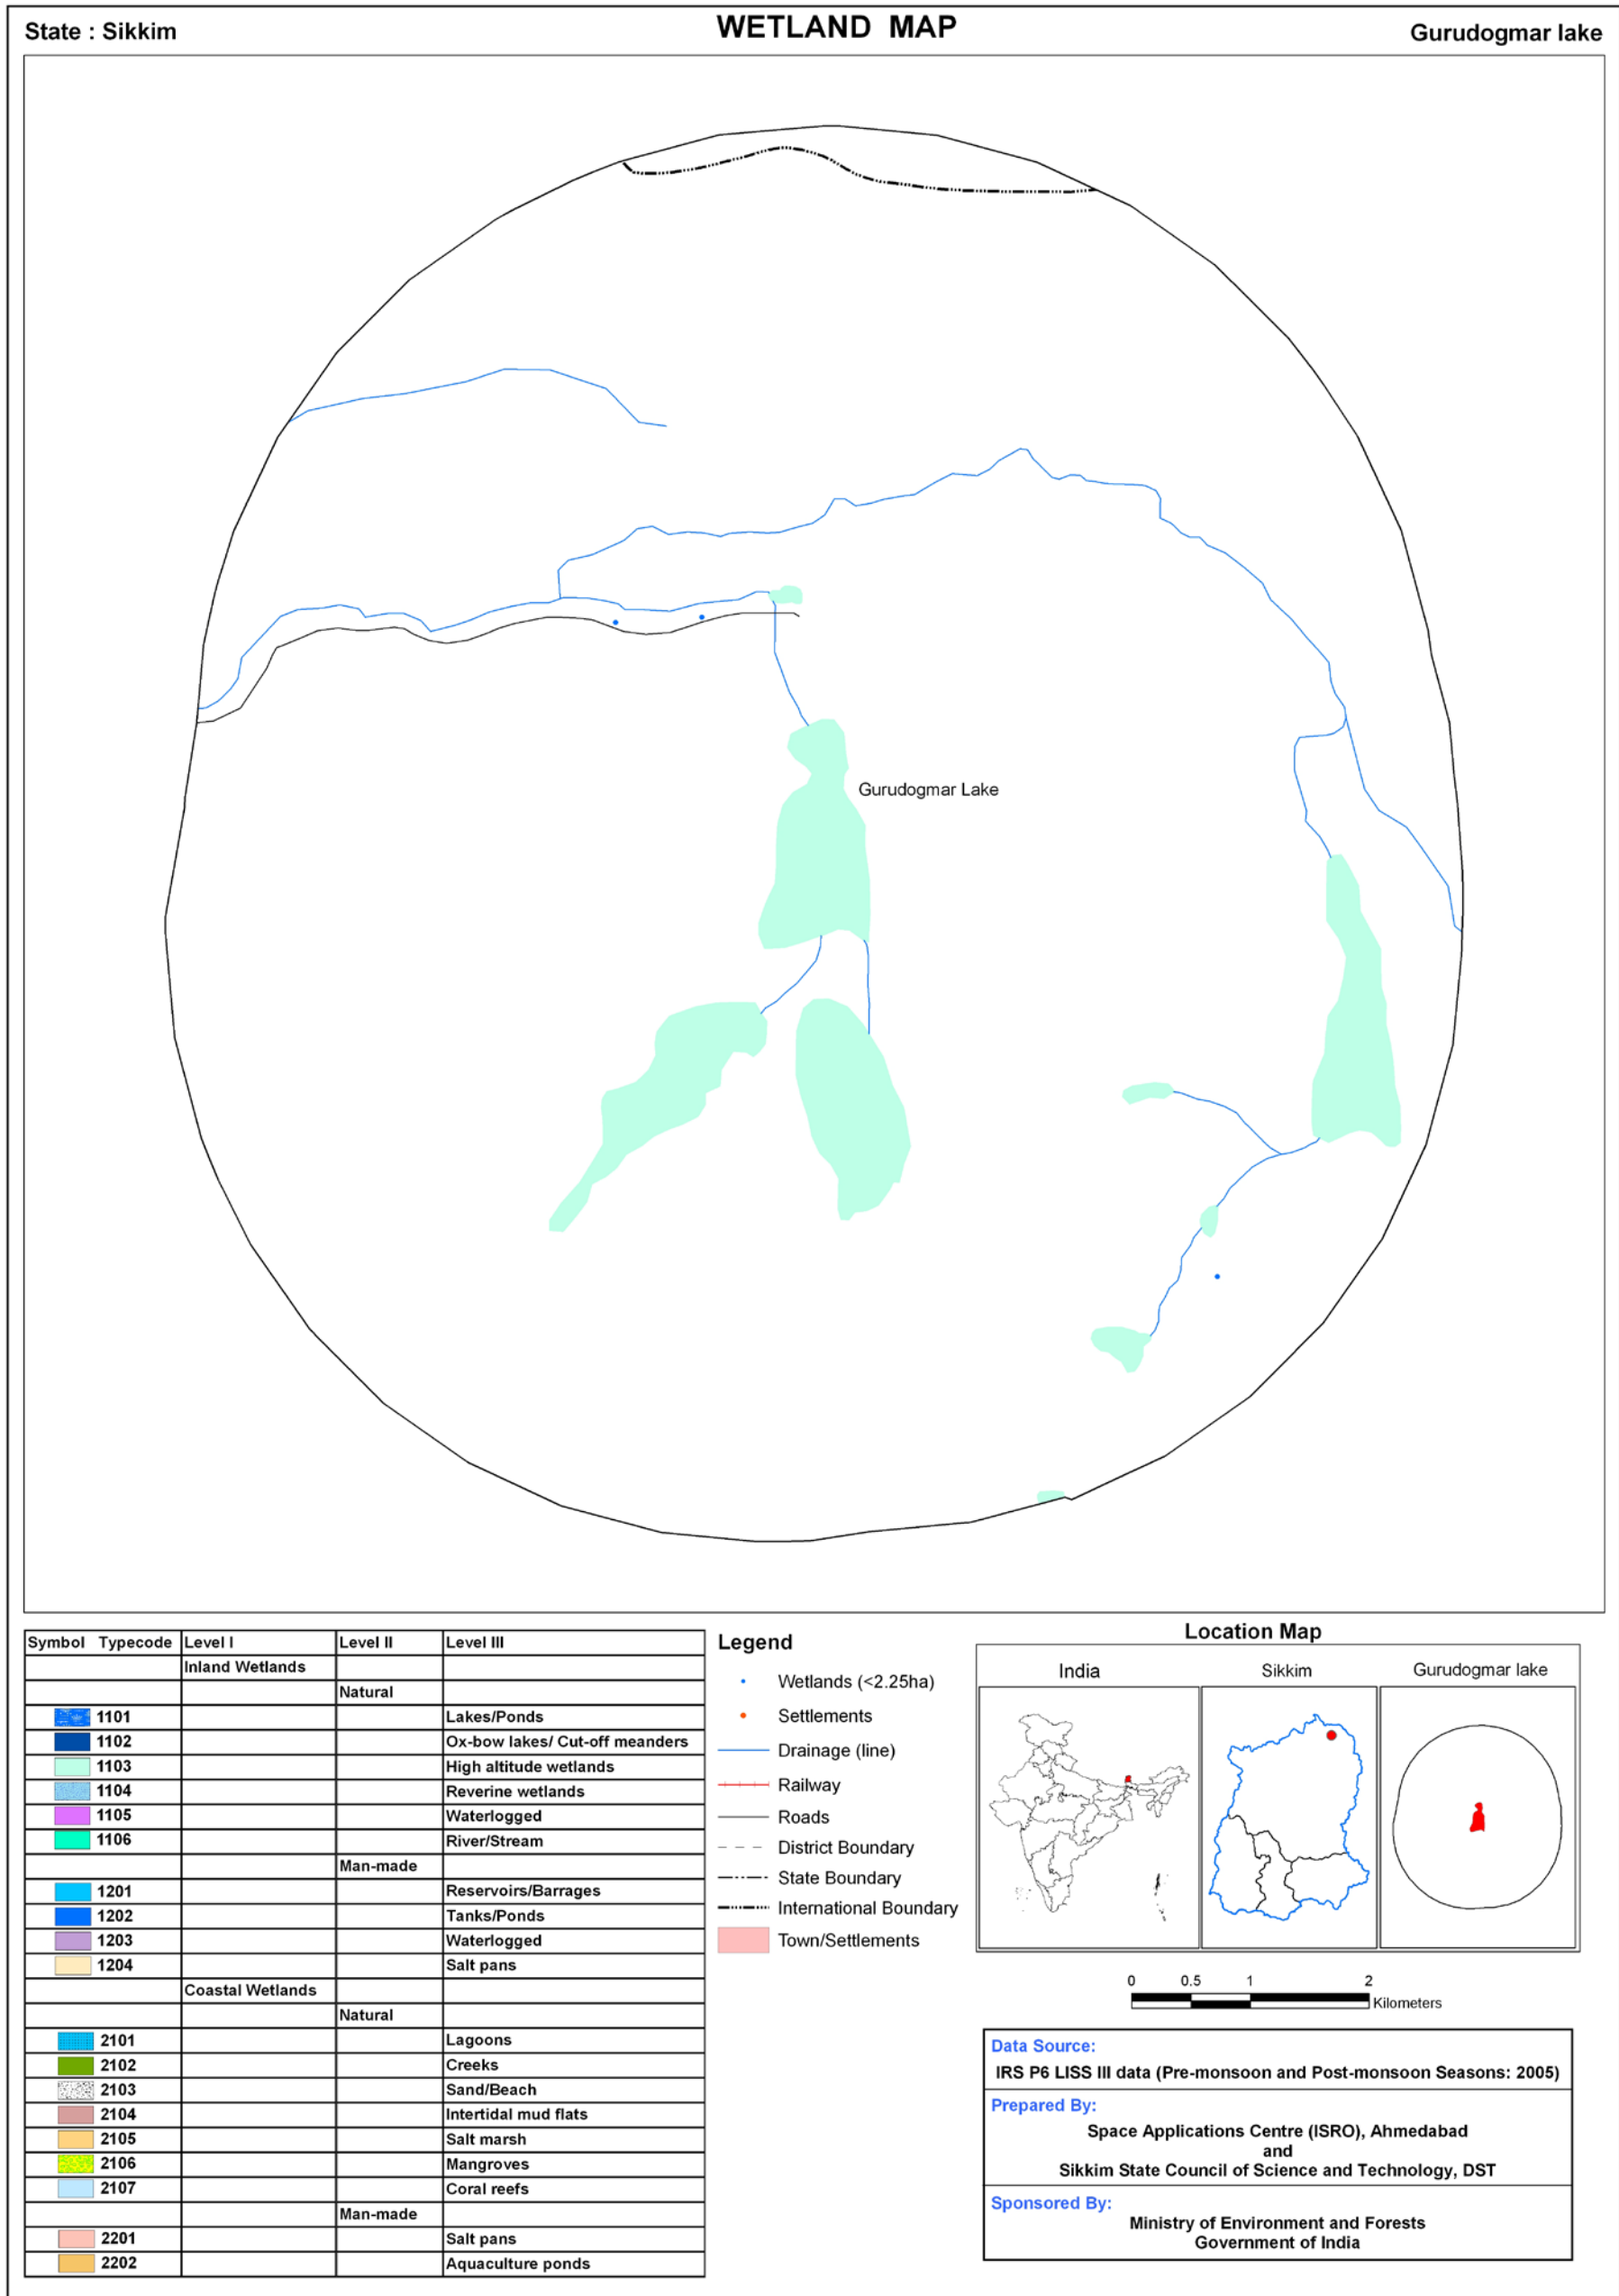 State : Sikkim
WETLAND MAP
Gurudogmar lake
Gurudogmar Lake
Symbol Typecode Level I Level II Level III
Inland Wetlands
Natural
1101 Lakes/Ponds
1102 Ox-bow lakes/ Cut-off meanders
1103 High altitude wetlands
1104 Reverine wetlands
1105 Waterlogged
1106 River/Stream
Man-made
1201 Reservoirs/Barrages
1202 Tanks/Ponds
1203 Waterlogged
1204 Salt pans
Coastal Wetlands
Natural
2101 Lagoons
2102 Creeks
2103 Sand/Beach
2104 Intertidal mud flats
2105 Salt marsh
2106 Mangroves
2107 Coral reefs
Man-made
2201 Salt pans
2202 Aquaculture ponds
Legend
Wetlands (<2.25ha)
Settlements
Drainage (line)
Railway
Roads
District Boundary
State Boundary
International Boundary
Town/Settlements
Location Map
India
Sikkim
Gurudogmar lake
0 0.5 1 2
Kilometers
Data Source:
IRS P6 LISS III data (Pre-monsoon and Post-monsoon Seasons: 2005)
Prepared By:
Space Applications Centre (ISRO), Ahmedabad
and
Sikkim State Council of Science and Technology, DST
Sponsored By:
Ministry of Environment and Forests
Government of India